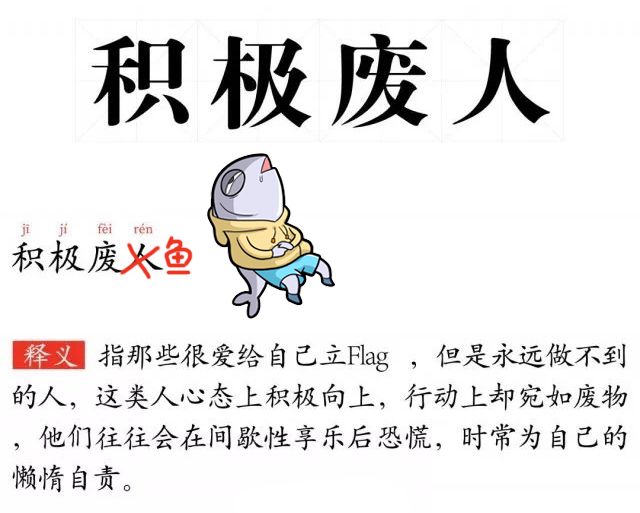 积极废人
jī jí fèi rén
积极废人鱼
释义 指那些很爱给自己立Flag ，但是永远做不到
的人，这类人心态上积极向上，行动上却宛如废物
，他们往往会在间歇性享乐后恐慌，时常为自己的
懒惰自责。